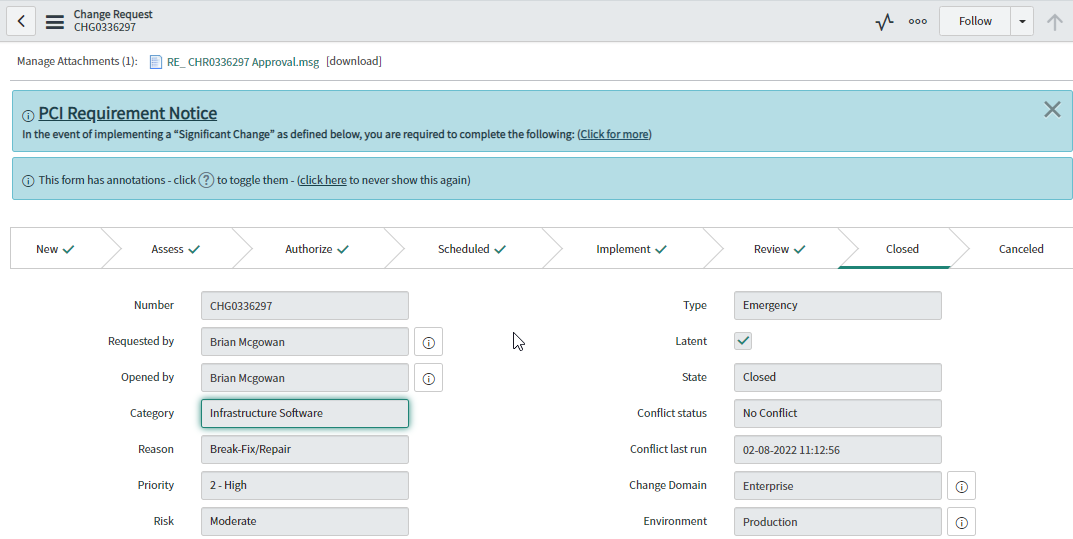 Change Request
CHG0336297
Follow
Manage Attachments (1): RE_ CHR0336297 Approval.msg [download]
PCI Requirement Notice
In the event of implementing a “Significant Change” as defined below, you are required to complete the following: (Click for more)
This form has annotations - click ? to toggle them - (click here to never show this again)
New Assess Authorize Scheduled Implement Review Closed Canceled
Number CHG0336297
Requested by Brian Mcgowan
Opened by Brian Mcgowan
Category Infrastructure Software
Reason Break-Fix/Repair
Priority 2 - High
Risk Moderate
Type Emergency
Latent
State Closed
Conflict status No Conflict
Conflict last run 02-08-2022 11:12:56
Change Domain Enterprise
Environment Production